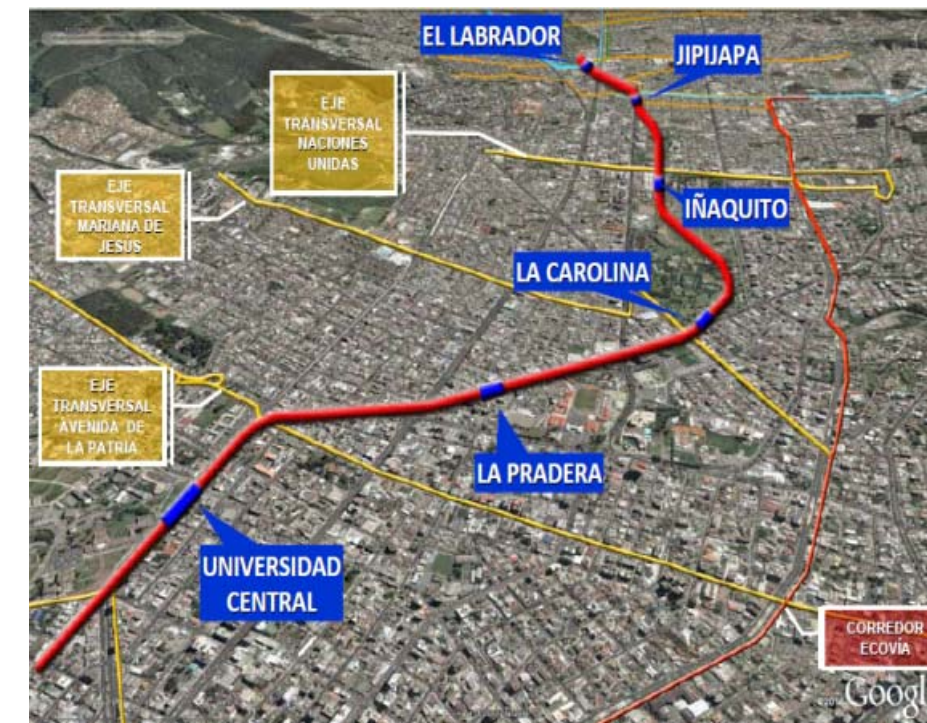 EL LABRADOR
JIPIJAPA
EJE
TRANSVERSAL
NACIONES
UNIDAS
EJE
TRANSVERSAL
MARIANA DE
JESÚS
IÑAQUITO
LA CAROLINA
EJE
TRANSVERSAL
AVENIDA DE
LA PATRIA
LA PRADERA
UNIVERSIDAD
CENTRAL
CORREDOR
ECOVÍA
Googl